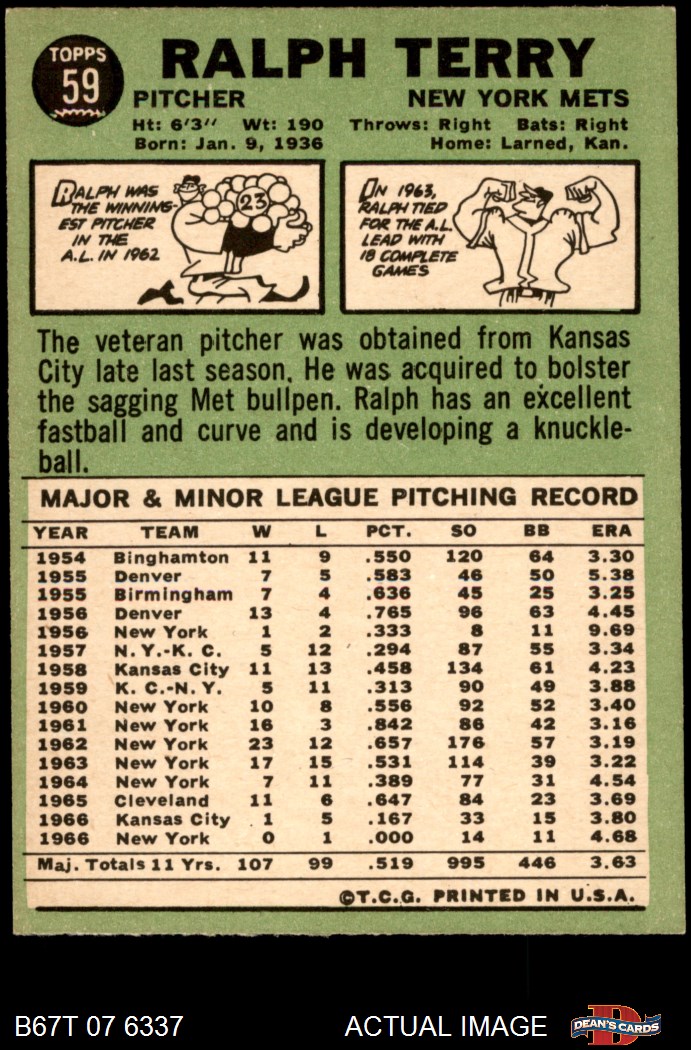 TOPPS
59
RALPH TERRY
PITCHER NEW YORK METS
Ht: 6'3" Wt: 190 Throws: Right Bats: Right
Born: Jan. 9, 1936 Home: Larned, Kan.
RALPH WAS
THE WINNING-
EST PITCHER
IN THE
A.L. IN 1962
23
IN 1963,
RALPH TIED
FOR THE A.L.
LEAD WITH
18 COMPLETE
GAMES
The veteran pitcher was obtained from Kansas
City late last season. He was acquired to bolster
the sagging Met bullpen. Ralph has an excellent
fastball and curve and is developing a knuckle-
ball.
MAJOR & MINOR LEAGUE PITCHING RECORD
YEAR TEAM W L PCT. SO BB ERA
1954 Binghamton 11 9 .550 120 64 3.30
1955 Denver 7 5 .583 46 50 5.38
1955 Birmingham 7 4 .636 45 25 3.25
1956 Denver 13 4 .765 96 63 4.45
1956 New York 1 2 .333 8 11 9.69
1957 N.Y.-K.C. 5 12 .294 87 55 3.34
1958 Kansas City 11 13 .458 134 61 4.23
1959 K.C.-N.Y. 5 11 .313 90 49 3.88
1960 New York 10 8 .556 92 52 3.40
1961 New York 16 3 .842 86 42 3.16
1962 New York 23 12 .657 176 57 3.19
1963 New York 17 15 .531 114 39 3.22
1964 New York 7 11 .389 77 31 4.54
1965 Cleveland 11 6 .647 84 23 3.69
1966 Kansas City 1 5 .167 33 15 3.80
1966 New York 0 1 .000 14 11 4.68
Maj. Totals 11 Yrs. 107 99 .519 995 446 3.63
©T.C.G. PRINTED IN U.S.A.
B67T 07 6337 ACTUAL IMAGE
D
DEAN'S CARDS